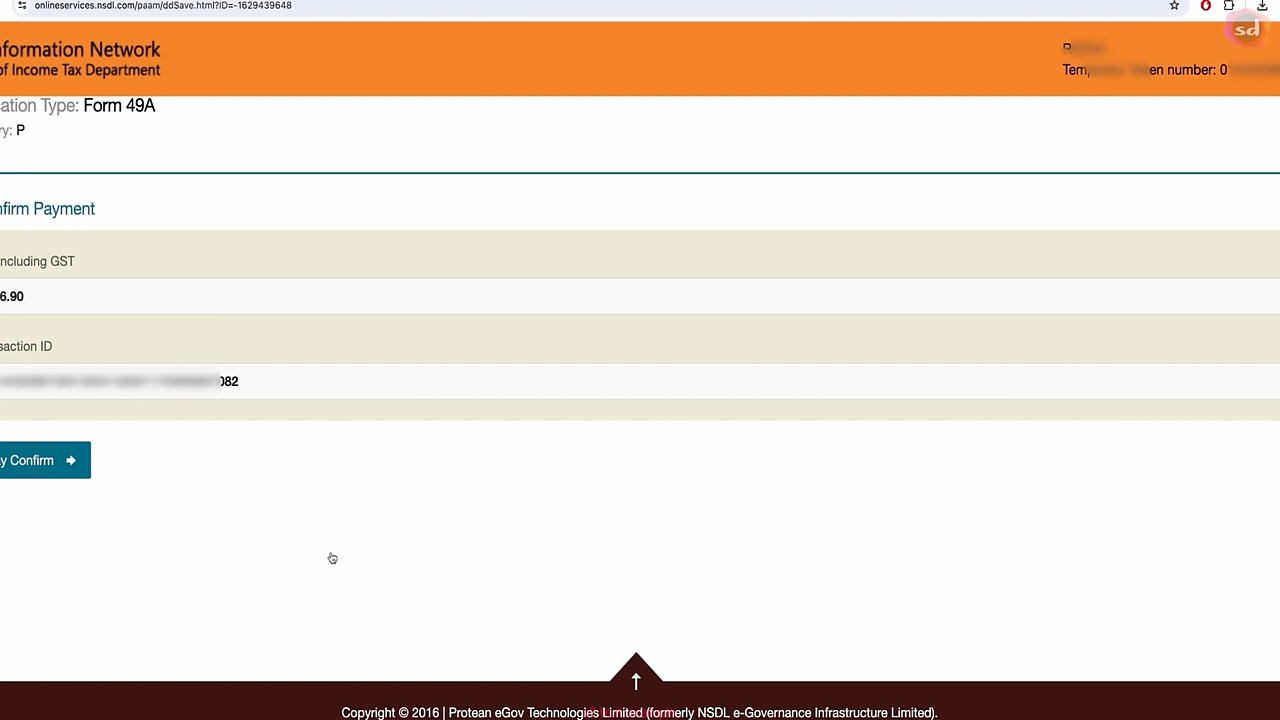 onlineservices.nsdl.com/paam/ddSave.html?ID=-1629439648
sd
nformation Network
of Income Tax Department
Tem en number: 0
ation Type: Form 49A
ry: P
nfirm Payment
ncluding GST
6.90
saction ID
082
y Confirm
Copyright © 2016 | Protean eGov Technologies Limited (formerly NSDL e-Governance Infrastructure Limited).